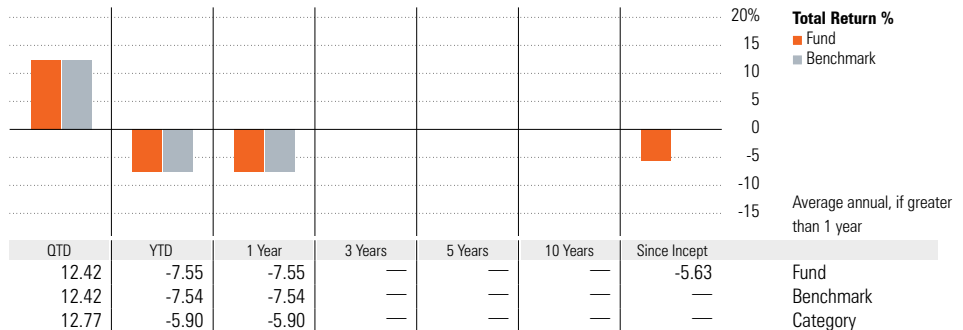 20%
15
10
5
0
-5
-10
-15
Total Return %
Fund
Benchmark
Average annual, if greater
than 1 year
QTD YTD 1 Year 3 Years 5 Years 10 Years Since Incept
12.42 -7.55 -7.55 — — — -5.63 Fund
12.42 -7.54 -7.54 — — — — Benchmark
12.77 -5.90 -5.90 — — — — Category